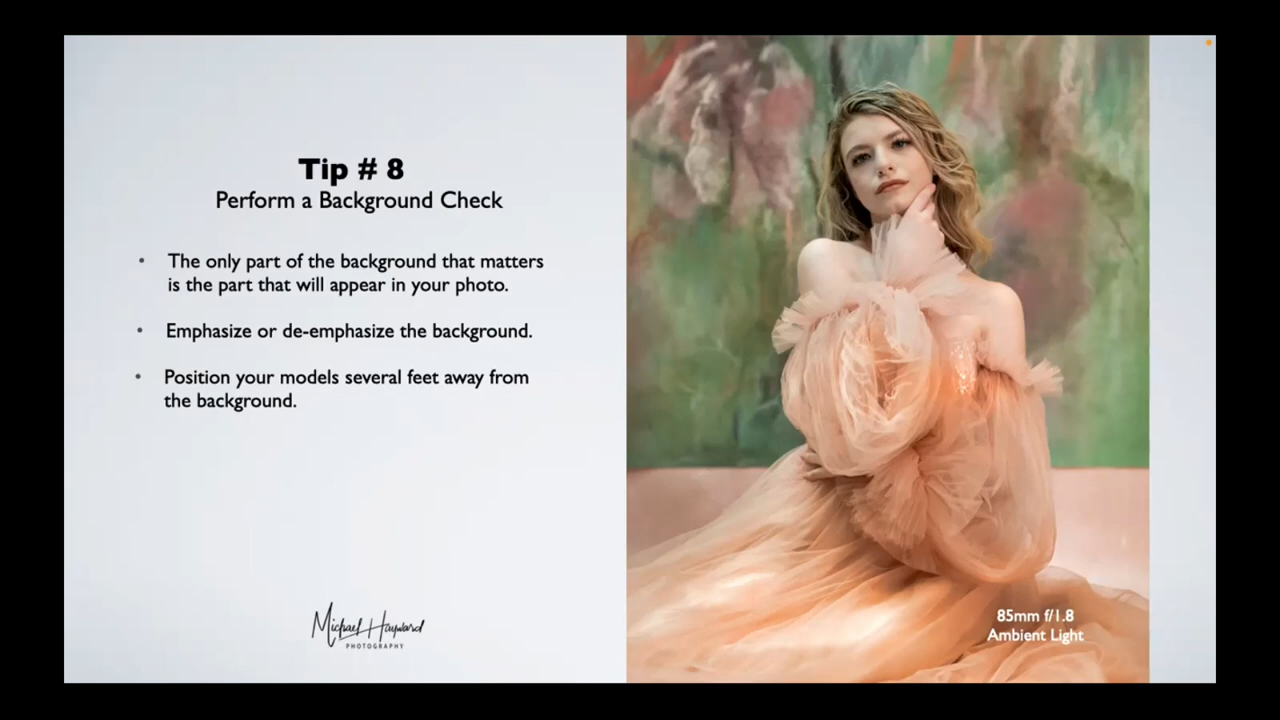 Tip # 8
Perform a Background Check
• The only part of the background that matters
is the part that will appear in your photo.
• Emphasize or de-emphasize the background.
• Position your models several feet away from
the background.
Michael Hayward
PHOTOGRAPHY
85mm f/1.8
Ambient Light